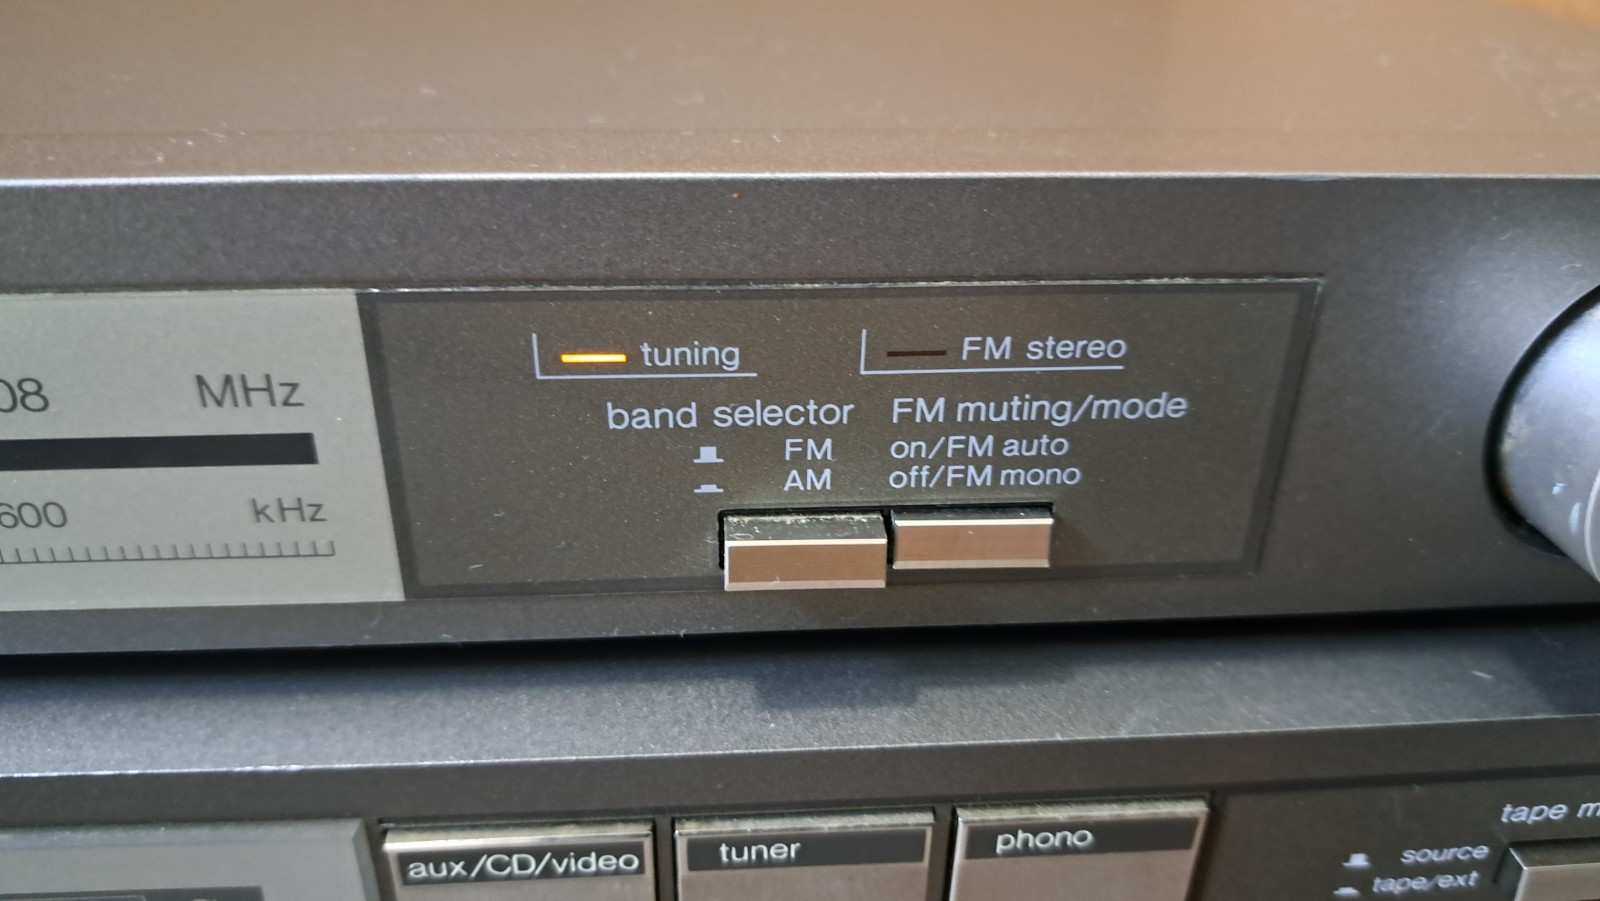 tuning
FM stereo
08 MHz
band selector
FM muting/mode
FM
on/FM auto
AM
off/FM mono
600 kHz
aux/CD/video
tuner
phono
tape
source
tape/ext